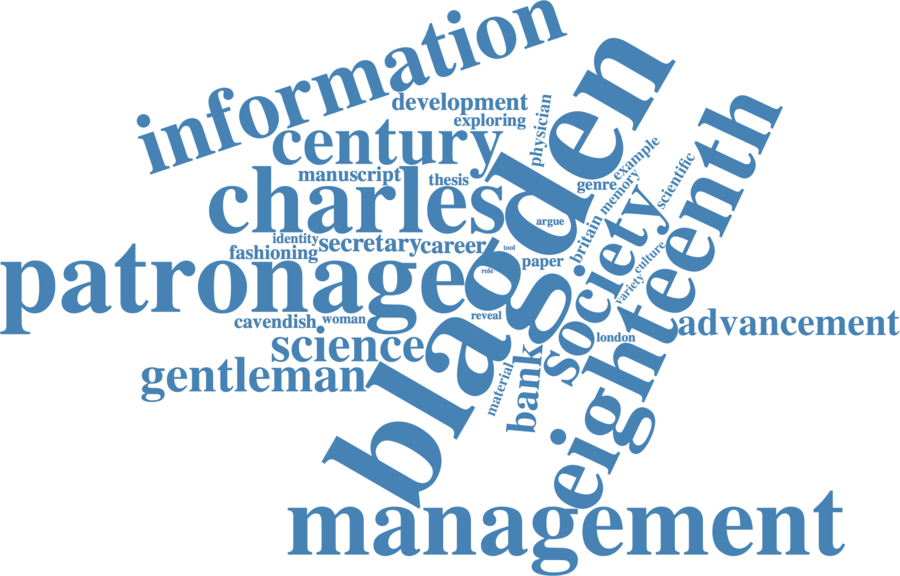 information
development
exploring
century
physician
blagden
eighteenth
manuscript
thesis
charles
genre
example
memory
scientific
argue
identity
secretary
career
fashioning
tool
patronage
role
paper
britain
society
culture
variety
cavendish
woman
reveal
science
london
advancement
gentleman
material
bank
management